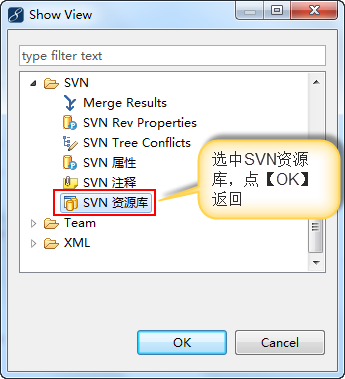 Show View
type filter text
SVN
Merge Results
SVN Rev Properties
SVN Tree Conflicts
SVN 属性
SVN 注释
SVN 资源库
Team
XML
选中SVN资源
库，点【OK】
返回
OK
Cancel